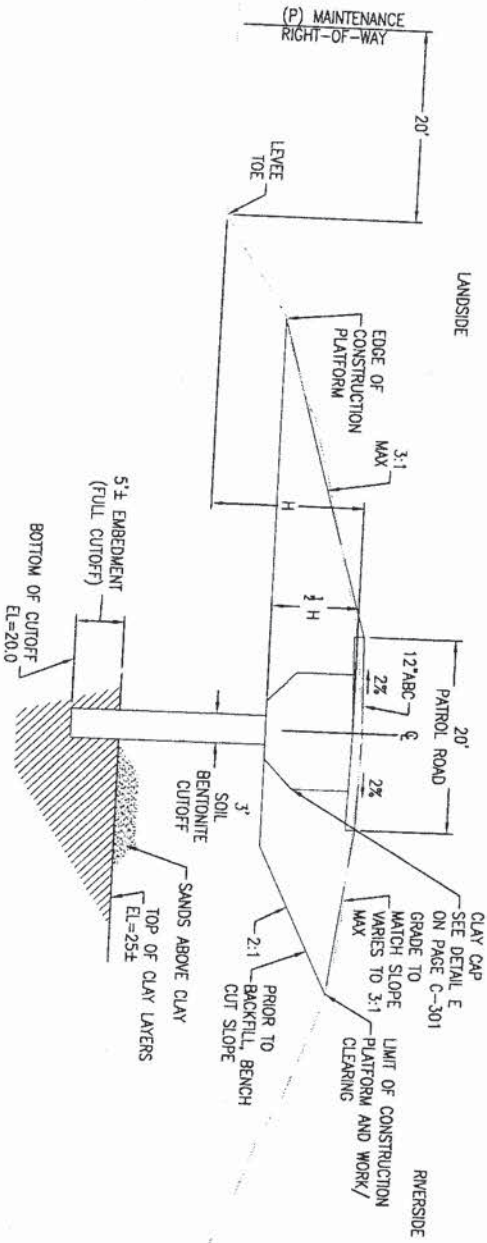 (P) MAINTENANCE
RIGHT-OF-WAY
20'
LANDSIDE
LEVEE
TOE
EDGE OF
CONSTRUCTION
PLATFORM
3:1
MAX
H
½ H
20'
PATROL ROAD
12"ABC
2%
℄
2%
CLAY CAP
SEE DETAIL E
ON PAGE C-301
GRADE TO
MATCH SLOPE
VARIES TO 3:1
MAX
LIMIT OF CONSTRUCTION
PLATFORM AND WORK/
CLEARING
RIVERSIDE
2:1
PRIOR TO
BACKFILL, BENCH
CUT SLOPE
3'
SOIL
BENTONITE
CUTOFF
SANDS ABOVE CLAY
TOP OF CLAY LAYERS
EL=25±
5'± EMBEDMENT
(FULL CUTOFF)
BOTTOM OF CUTOFF
EL=20.0